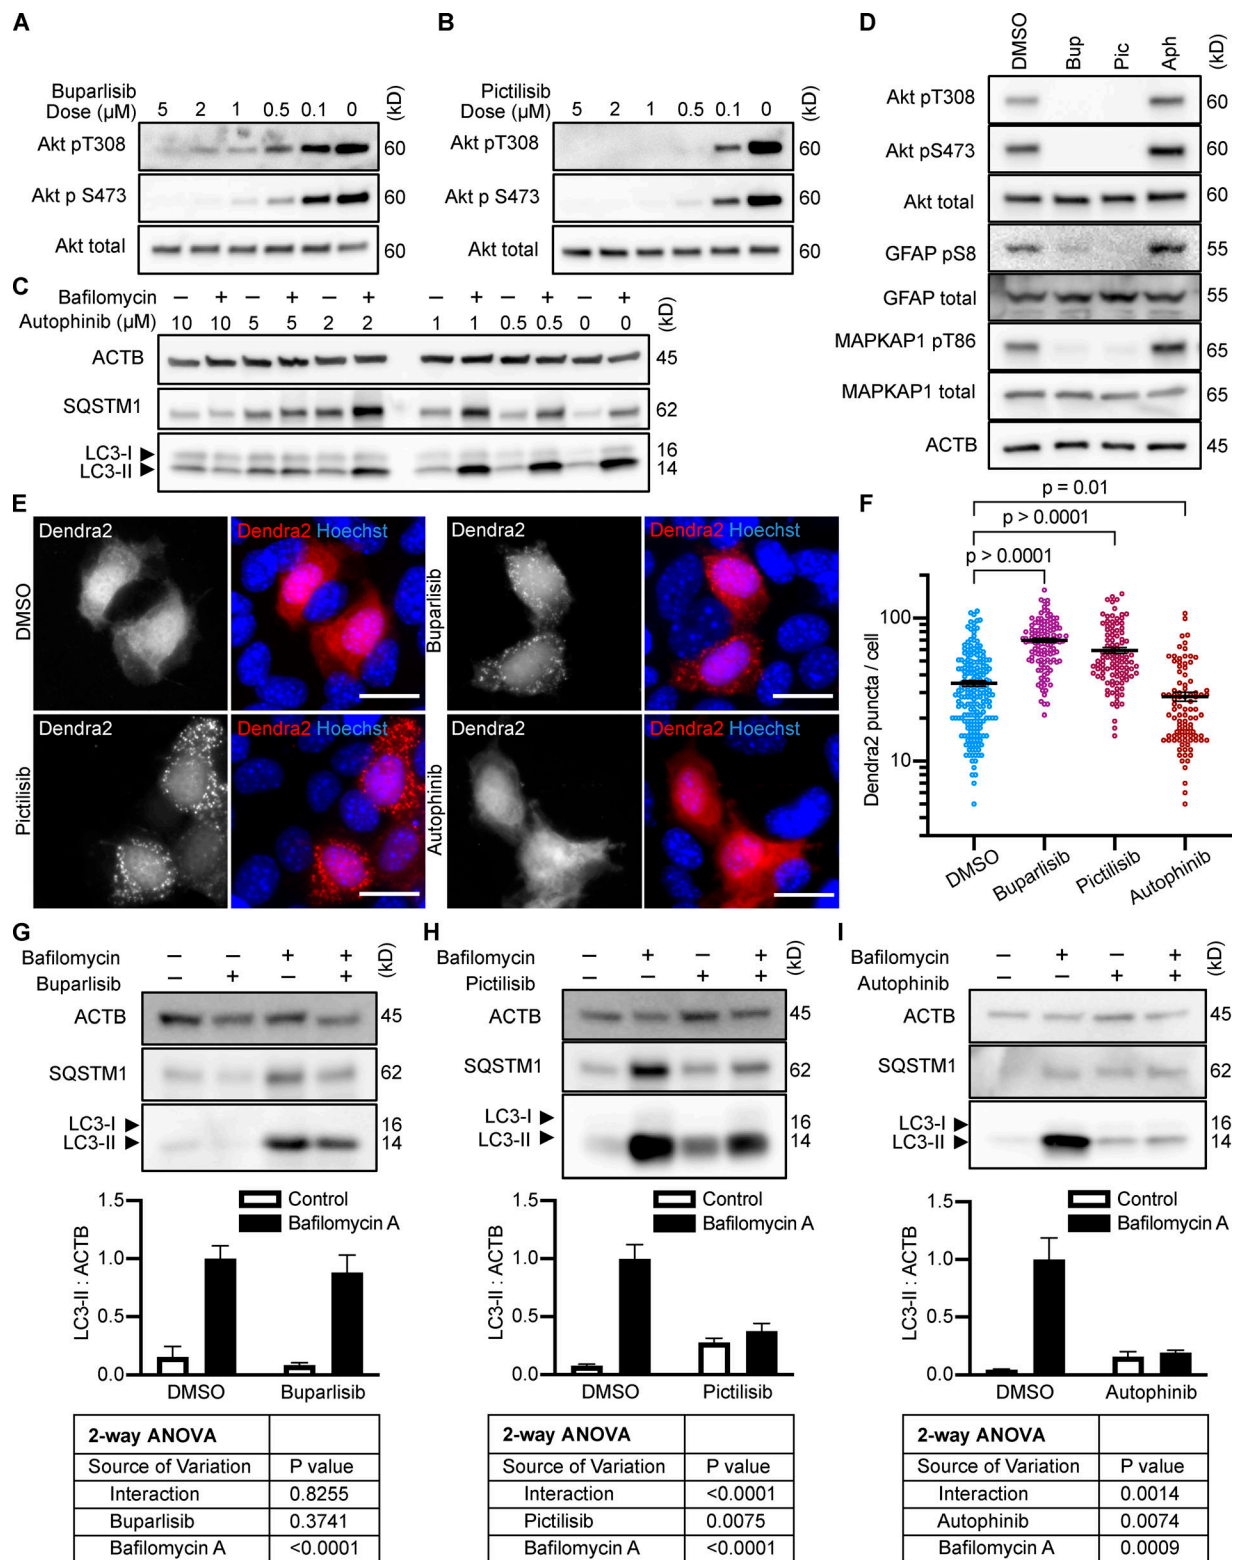 A
Buparlisib
Dose (µM)
5 2 1 0.5 0.1 0 (kD)
Akt pT308 60
Akt p S473 60
Akt total 60
B
Pictilisib
Dose (µM)
5 2 1 0.5 0.1 0 (kD)
Akt pT308 60
Akt p S473 60
Akt total 60
C
Bafilomycin – + – + – + – + – + – +
Autophinib (µM) 10 10 5 5 2 2 1 1 0.5 0.5 0 0 (kD)
ACTB 45
SQSTM1 62
LC3-I 16
LC3-II 14
D
DMSO Bup Pic Aph (kD)
Akt pT308 60
Akt pS473 60
Akt total 60
GFAP pS8 55
GFAP total 55
MAPKAP1 pT86 65
MAPKAP1 total 65
ACTB 45
E
DMSO
Dendra2
Dendra2 Hoechst
Buparlisib
Dendra2
Dendra2 Hoechst
Pictilisib
Dendra2
Dendra2 Hoechst
Autophinib
Dendra2
Dendra2 Hoechst
F
p = 0.01
p > 0.0001
p > 0.0001
Dendra2 puncta / cell
100
10
DMSO Buparlisib Pictilisib Autophinib
G
Bafilomycin – – + +
Buparlisib – + – + (kD)
ACTB 45
SQSTM1 62
LC3-I 16
LC3-II 14
Control
Bafilomycin A
LC3-II : ACTB
1.5
1.0
0.5
0.0
DMSO Buparlisib
2-way ANOVA
Source of Variation P value
Interaction 0.8255
Buparlisib 0.3741
Bafilomycin A <0.0001
H
Bafilomycin – + – +
Pictilisib – – + + (kD)
ACTB 45
SQSTM1 62
LC3-I 16
LC3-II 14
Control
Bafilomycin A
LC3-II : ACTB
1.5
1.0
0.5
0.0
DMSO Pictilisib
2-way ANOVA
Source of Variation P value
Interaction <0.0001
Pictilisib 0.0075
Bafilomycin A <0.0001
I
Bafilomycin – + – +
Autophinib – – + + (kD)
ACTB 45
SQSTM1 62
LC3-I 16
LC3-II 14
Control
Bafilomycin A
LC3-II : ACTB
1.5
1.0
0.5
0.0
DMSO Autophinib
2-way ANOVA
Source of Variation P value
Interaction 0.0014
Autophinib 0.0074
Bafilomycin A 0.0009